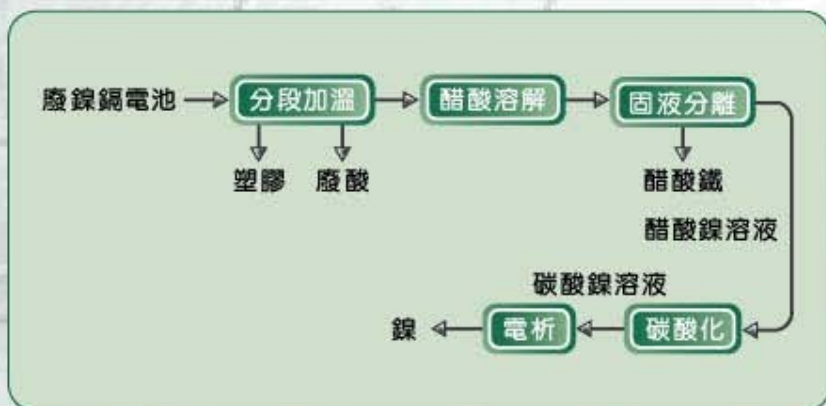 廢鎳鎘電池
分段加溫
醋酸溶解
固液分離
塑膠
廢酸
醋酸鐵
醋酸鎳溶液
碳酸鎳溶液
鎳
電析
碳酸化